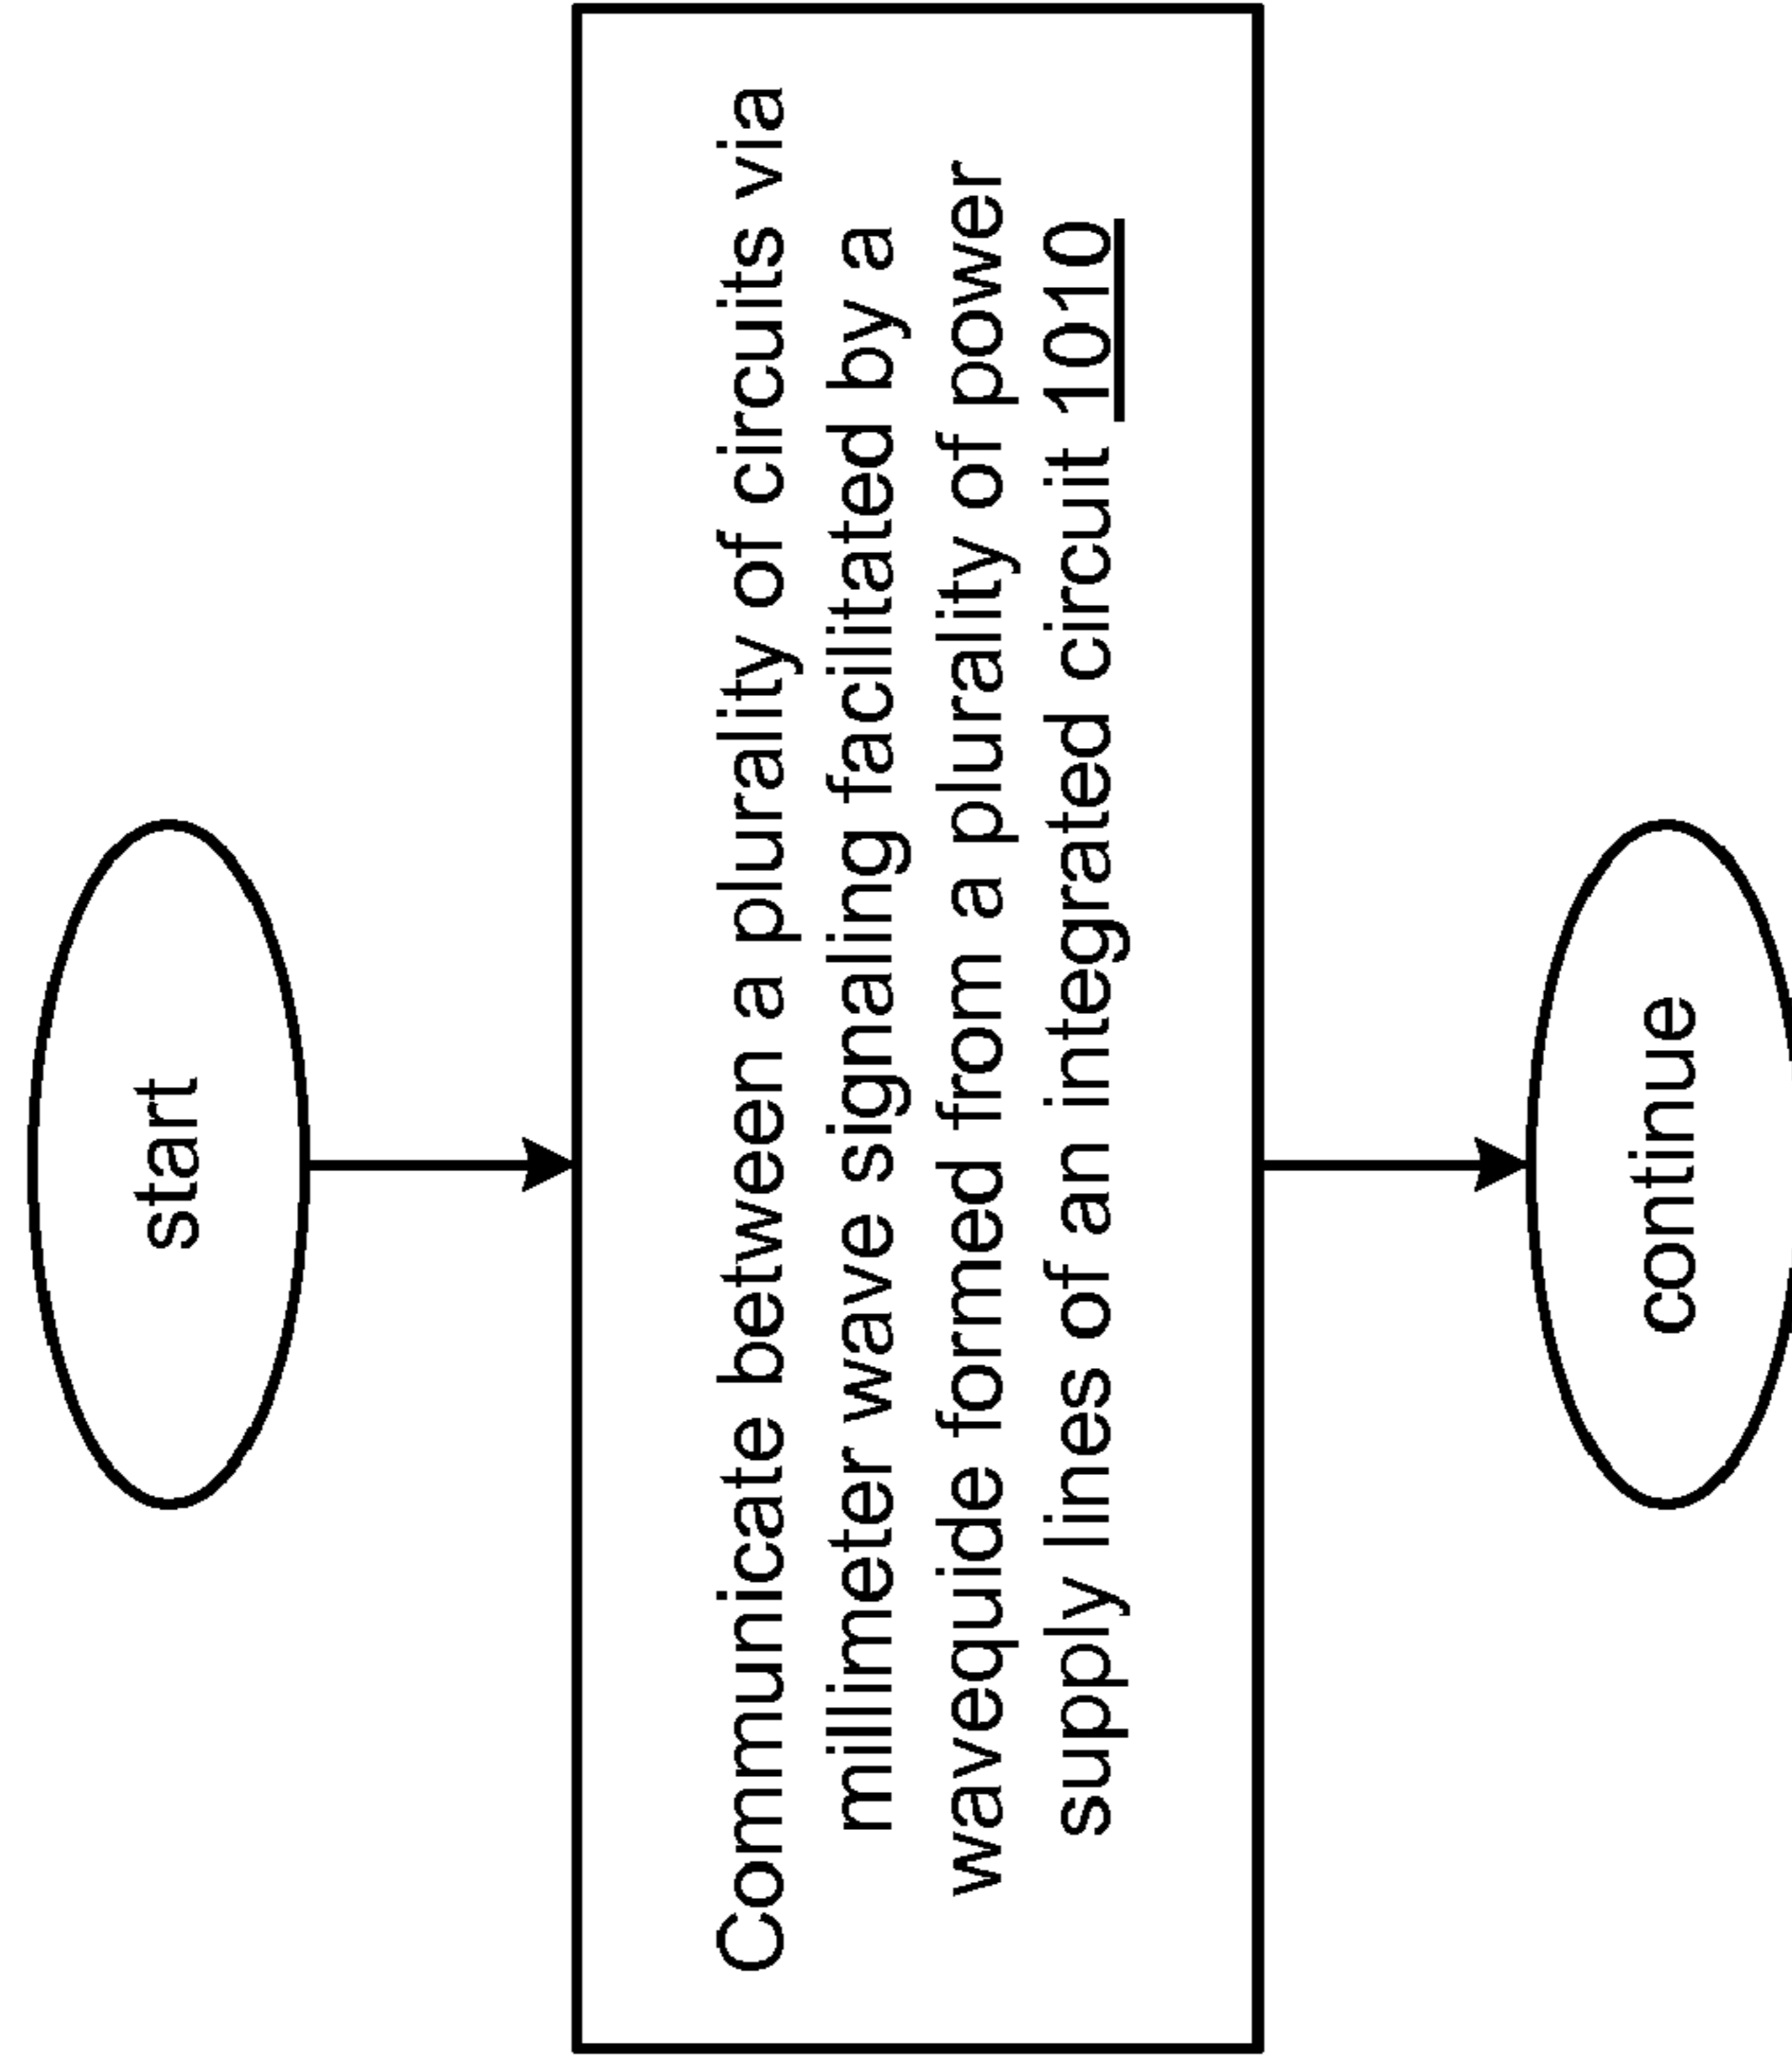 start
Communicate between a plurality of circuits via
millimeter wave signaling facilitated by a
wavequide formed from a plurality of power
supply lines of an integrated circuit 1010
continue